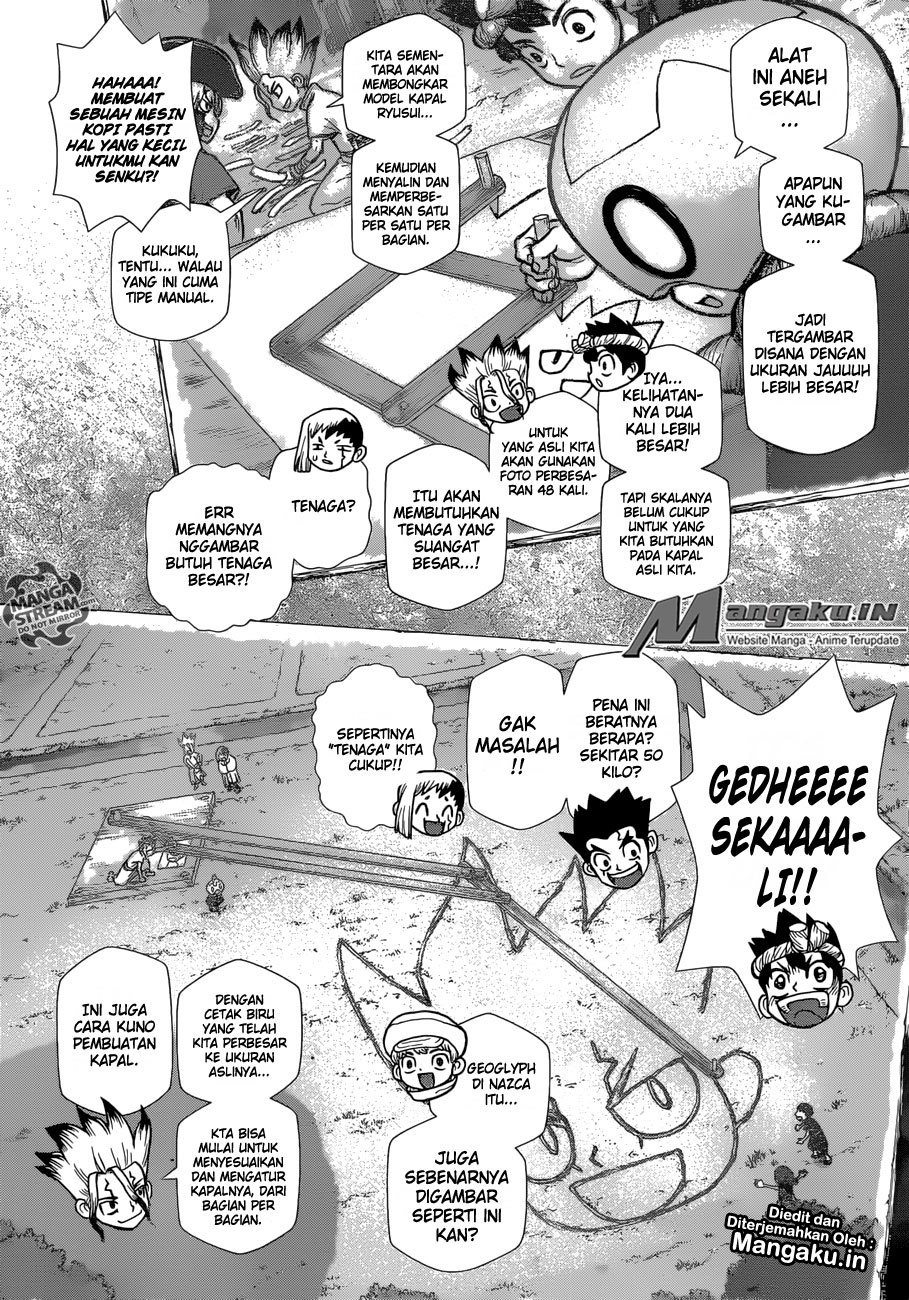 ALAT
INI ANEH
SEKALI
...
APAPUN
YANG KU-
GAMBAR
...
JADI
TERGAMBAR
DISANA DENGAN
UKURAN JAUUUH
LEBIH BESAR!
KITA SEMEN-
TARA AKAN
MEMBONGKAR
MODEL KAPAL
RYUSUI...
KEMUDIAN
MENYALIN DAN
MEMPERBE-
SARKAN SATU
PER SATU PER
BAGIAN.
HAHAAA!
MEMBUAT
SEBUAH MESIN
KOPI PASTI
HAL YANG KECIL
UNTUKMU KAN
SENKU?!
KUKUKU,
TENTU... WALAU
YANG INI CUMA
TIPE MANUAL.
IYA...
KELIHATAN-
NYA DUA
KALI LEBIH
BESAR!
TAPI SKALANYA
BELUM CUKUP
UNTUK YANG
KITA BUTUHKAN
PADA KAPAL
ASLI KITA.
UNTUK
YANG ASLI KITA
AKAN GUNAKAN
FOTO PERBESA-
RAN 48 KALI.
ITU AKAN
MEMBUTUHKAN
TENAGA YANG
SUANGAT
BESAR...!
TENAGA?
ERR
MEMANGNYA
NGGAMBAR
BUTUH TENAGA
BESAR?!
MANGA
STREAM.COM
DO NOT MIRROR
Mangaku.iN
Website Manga - Anime Terupdate
GEDHEEEE
SEKAAAA-
LI!!
PENA INI
BERATNYA
BERAPA?
SEKITAR 50
KILO?
GAK
MASALAH
!!
SEPERTINYA
"TENAGA" KITA
CUKUP!!
GEOGLYPH
DI NAZCA
ITU...
JUGA
SEBENARNYA
DIGAMBAR
SEPERTI INI
KAN?
DENGAN
CETAK BIRU
YANG TELAH
KITA PERBESAR
KE UKURAN
ASLINYA...
KTA BISA
MULAI UNTUK
MENYESUAIKAN
DAN MENGATUR
KAPALNYA, DARI
BAGIAN PER
BAGIAN.
INI JUGA
CARA KUNO
PEMBUATAN
KAPAL.
Diedit dan
Diterjemahkan Oleh :
Mangaku.in